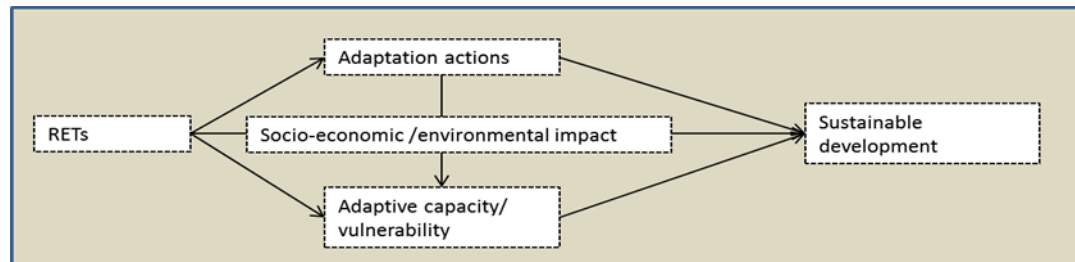 Adaptation actions
RETs
Socio-economic /environmental impact
Sustainable
development
Adaptive capacity/
vulnerability